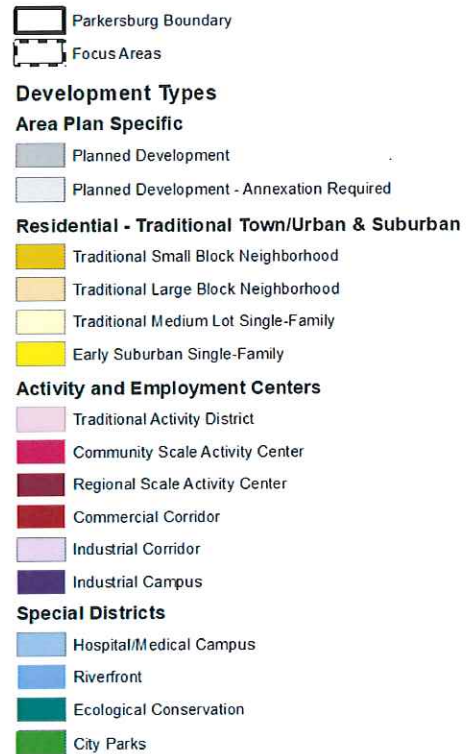 Parkersburg Boundary
Focus Areas
Development Types
Area Plan Specific
Planned Development
Planned Development - Annexation Required
Residential - Traditional Town/Urban & Suburban
Traditional Small Block Neighborhood
Traditional Large Block Neighborhood
Traditional Medium Lot Single-Family
Early Suburban Single-Family
Activity and Employment Centers
Traditional Activity District
Community Scale Activity Center
Regional Scale Activity Center
Commercial Corridor
Industrial Corridor
Industrial Campus
Special Districts
Hospital/Medical Campus
Riverfront
Ecological Conservation
City Parks